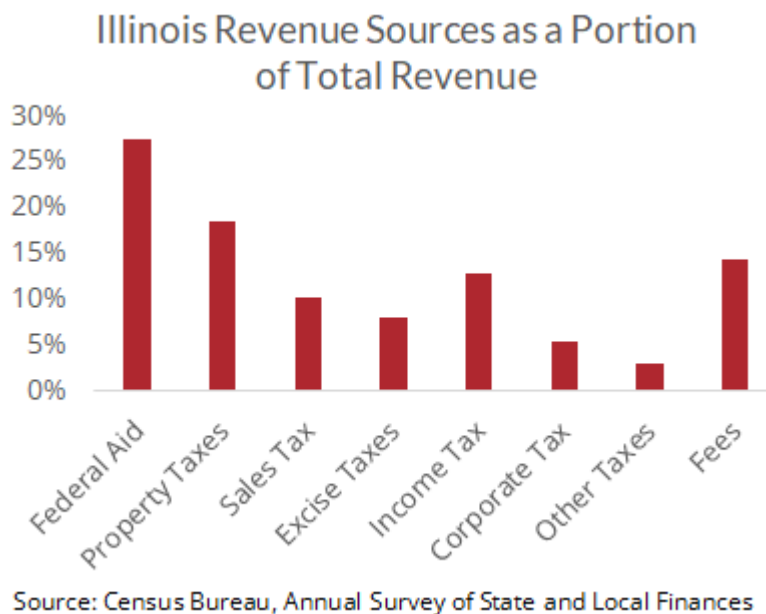 Illinois Revenue Sources as a Portion
of Total Revenue
30%
25%
20%
15%
10%
5%
0%
Federal Aid
Property Taxes
Sales Tax
Excise Taxes
Income Tax
Corporate Tax
Other Taxes
Fees
Source: Census Bureau, Annual Survey of State and Local Finances